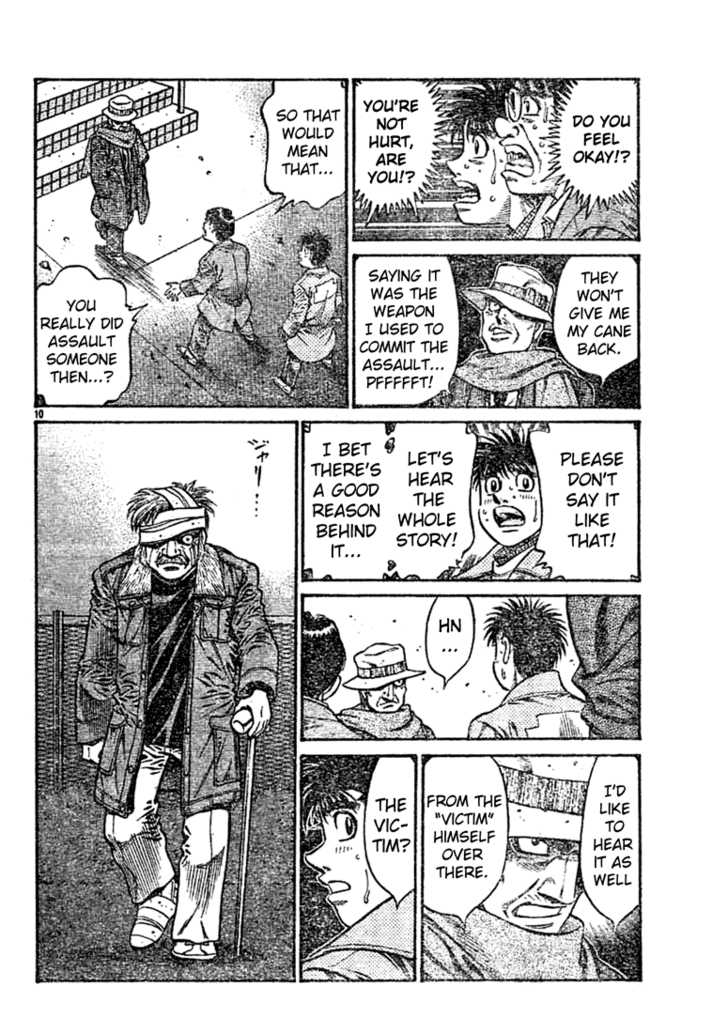 DO YOU
FEEL
OKAY!?
YOU'RE
NOT
HURT,
ARE
YOU!?
SO THAT
WOULD
MEAN
THAT...
YOU
REALLY DID
ASSAULT
SOMEONE
THEN...?
THEY
WON'T
GIVE ME
MY CANE
BACK.
SAYING IT
WAS THE
WEAPON
I USED TO
COMMIT THE
ASSAULT...
PFFFFFT!
10
PLEASE
DON'T
SAY IT
LIKE
THAT!
LET'S
HEAR
THE
WHOLE
STORY!
I BET
THERE'S
A GOOD
REASON
BEHIND
IT...
HN
...
I'D
LIKE
TO
HEAR
IT AS
WELL
FROM THE
"VICTIM"
HIMSELF
OVER
THERE.
THE
VIC-
TIM?
ジャリ…